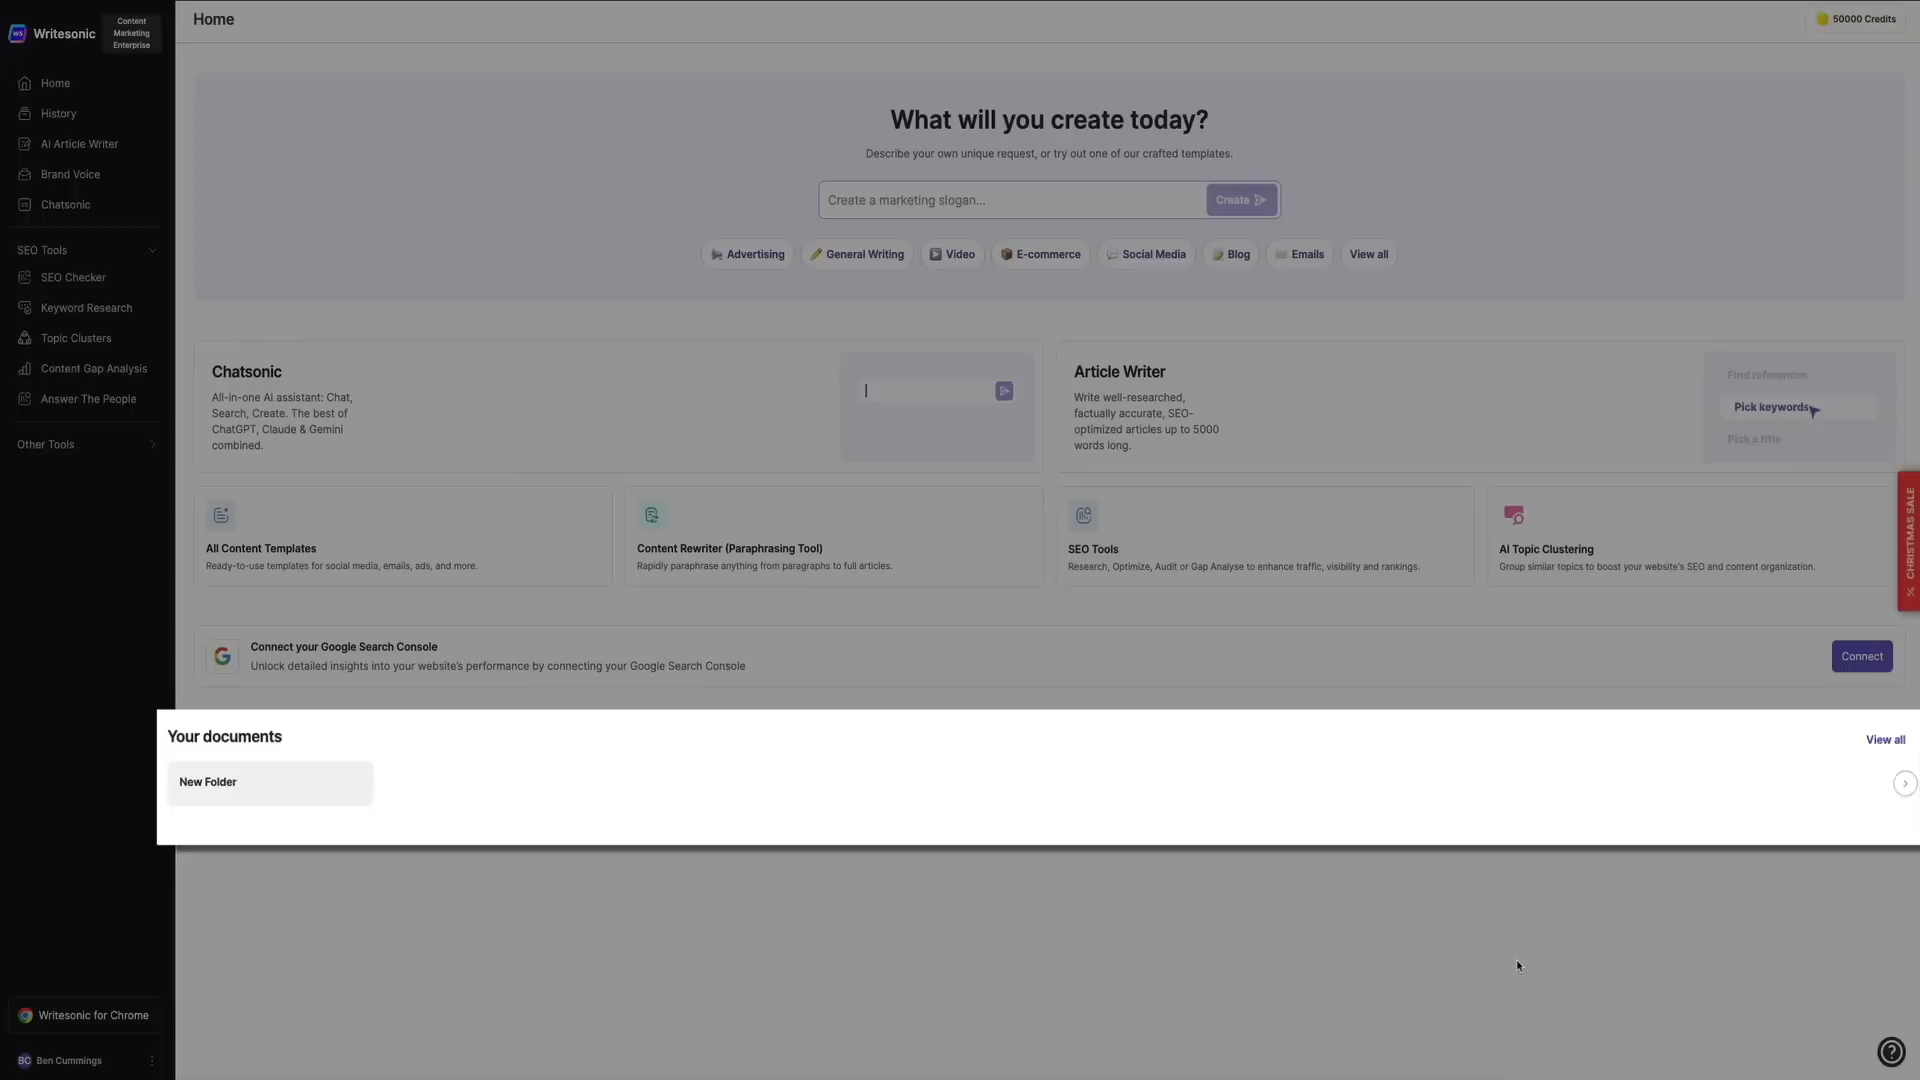 Writesonic
Content
Marketing
Enterprise
Home
History
AI Article Writer
Brand Voice
Chatsonic
SEO Tools
SEO Checker
Keyword Research
Topic Clusters
Content Gap Analysis
Answer The People
Other Tools
Writesonic for Chrome
BC Ben Cummings
Home
50000 Credits
What will you create today?
Describe your own unique request, or try out one of our crafted templates.
Create a marketing slogan...
Create
Advertising
General Writing
Video
E-commerce
Social Media
Blog
Emails
View all
Chatsonic
All-in-one AI assistant: Chat,
Search, Create. The best of
ChatGPT, Claude & Gemini
combined.
Article Writer
Write well-researched,
factually accurate, SEO-
optimized articles up to 5000
words long.
Find references
Pick keywords
Pick a title
All Content Templates
Ready-to-use templates for social media, emails, ads, and more.
Content Rewriter (Paraphrasing Tool)
Rapidly paraphrase anything from paragraphs to full articles.
SEO Tools
Research, Optimize, Audit or Gap Analyse to enhance traffic, visibility and rankings.
AI Topic Clustering
Group similar topics to boost your website's SEO and content organization.
% CHRISTMAS SALE
Connect your Google Search Console
Unlock detailed insights into your website's performance by connecting your Google Search Console
Connect
Your documents
View all
New Folder